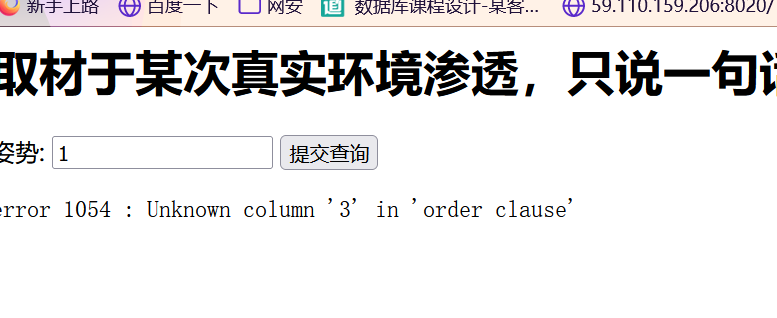 新手上路 百度一下 网安 数据库课程设计-某客... 59.110.159.206:8020/
取材于某次真实环境渗透，只说一句话
姿势: 1 提交查询
error 1054 : Unknown column '3' in 'order clause'